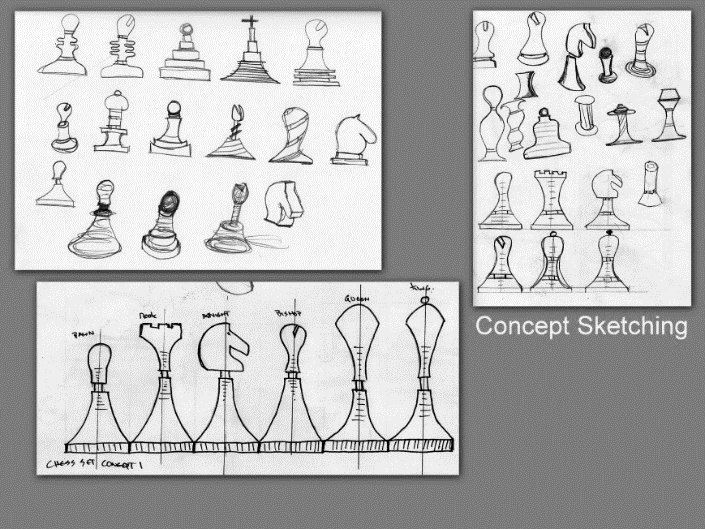 Concept Sketching
PAWN
Rook
KNIGHT
BISHOP
QUEEN
KING.
CHESS SET CONCEPT 1